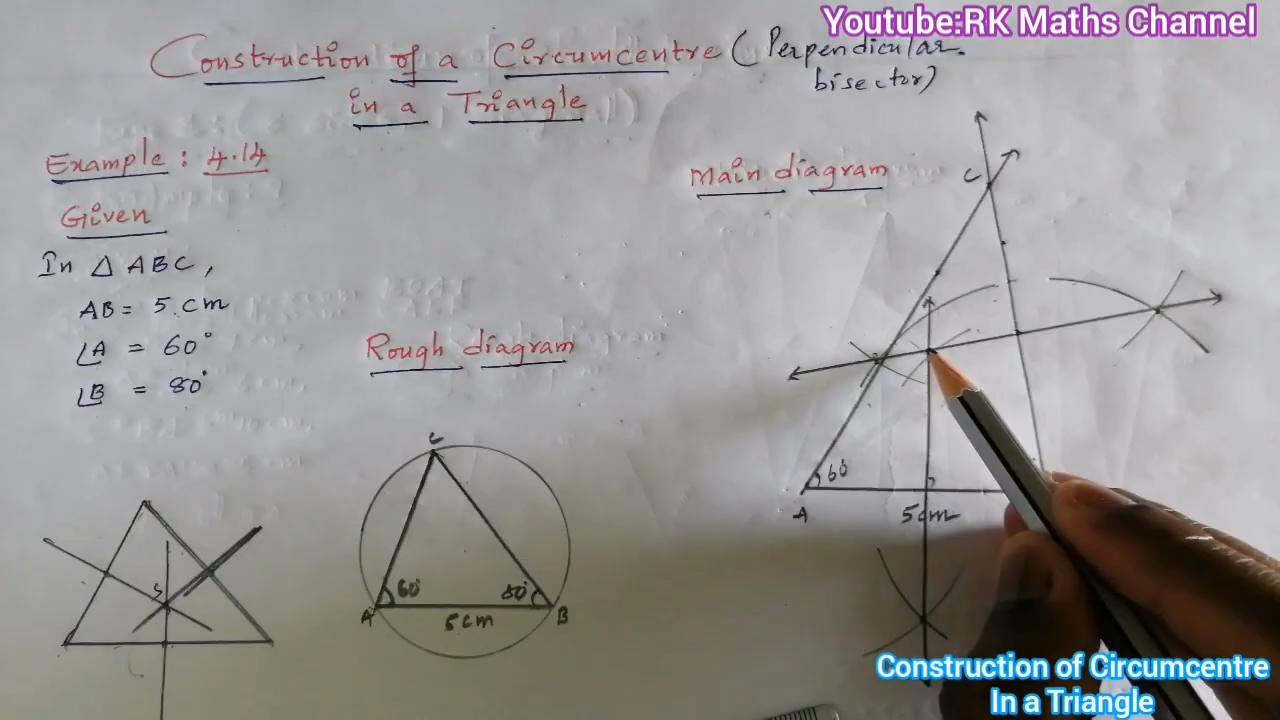 Youtube:RK Maths Channel
Construction of a Circumcentre (Perpendicular
bisector)
in a Triangle
Example: 4.14
Given
In △ ABC,
AB = 5 cm
∠A = 60°
∠B = 80°
Rough diagram
C
60°
80°
A
5cm
B
S
Main diagram
C
60°
A
5cm
Construction of Circumcentre
In a Triangle